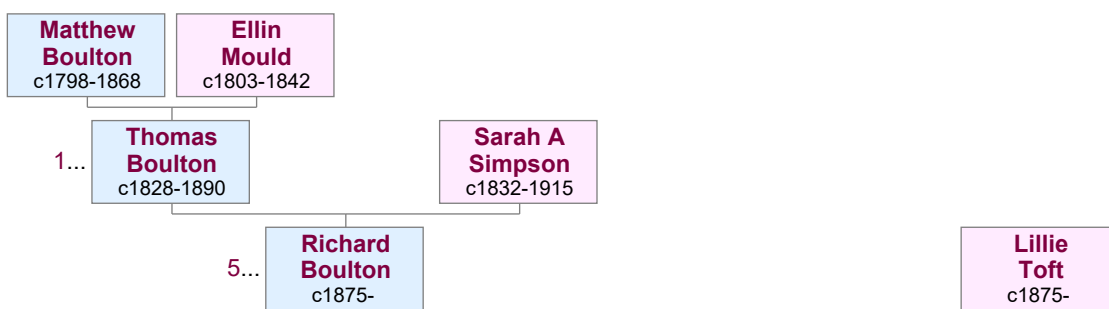 Matthew
Boulton
c1798-1868
Ellin
Mould
c1803-1842
1...
Thomas
Boulton
c1828-1890
Sarah A
Simpson
c1832-1915
5...
Richard
Boulton
c1875-
Lillie
Toft
c1875-